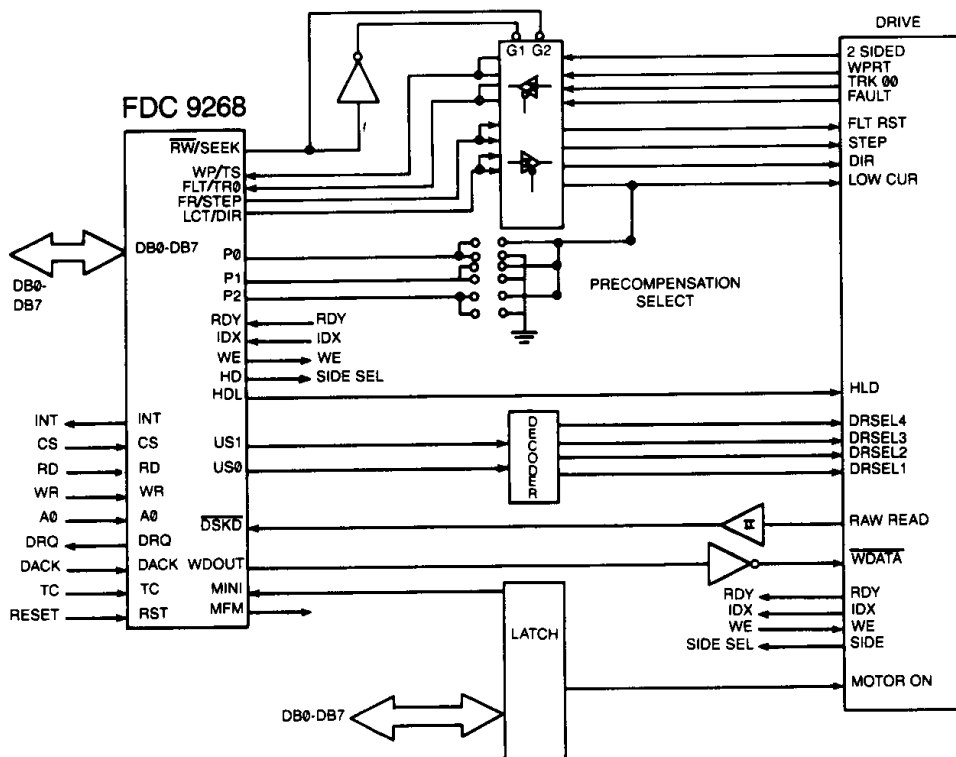 DRIVE
G1 G2
2 SIDED
WPRT
TRK 00
FAULT
FLT RST
STEP
DIR
LOW CUR
FDC 9268
RW/SEEK
WP/TS
FLT/TR0
FR/STEP
LCT/DIR
DB0-DB7
DB0-
DB7
P0
P1
P2
PRECOMPENSATION
SELECT
RDY RDY
IDX IDX
WE WE
HD SIDE SEL
HDL
HLD
INT INT
CS CS
RD RD
WR WR
A0 A0
DRQ DRQ
DACK DACK
TC TC
RESET RST
US1
US0
DECODER
DRSEL4
DRSEL3
DRSEL2
DRSEL1
DSKD
RAW READ
WDOUT
WDATA
MINI
MFM
RDY RDY
IDX IDX
WE WE
SIDE SEL SIDE
LATCH
MOTOR ON
DB0-DB7